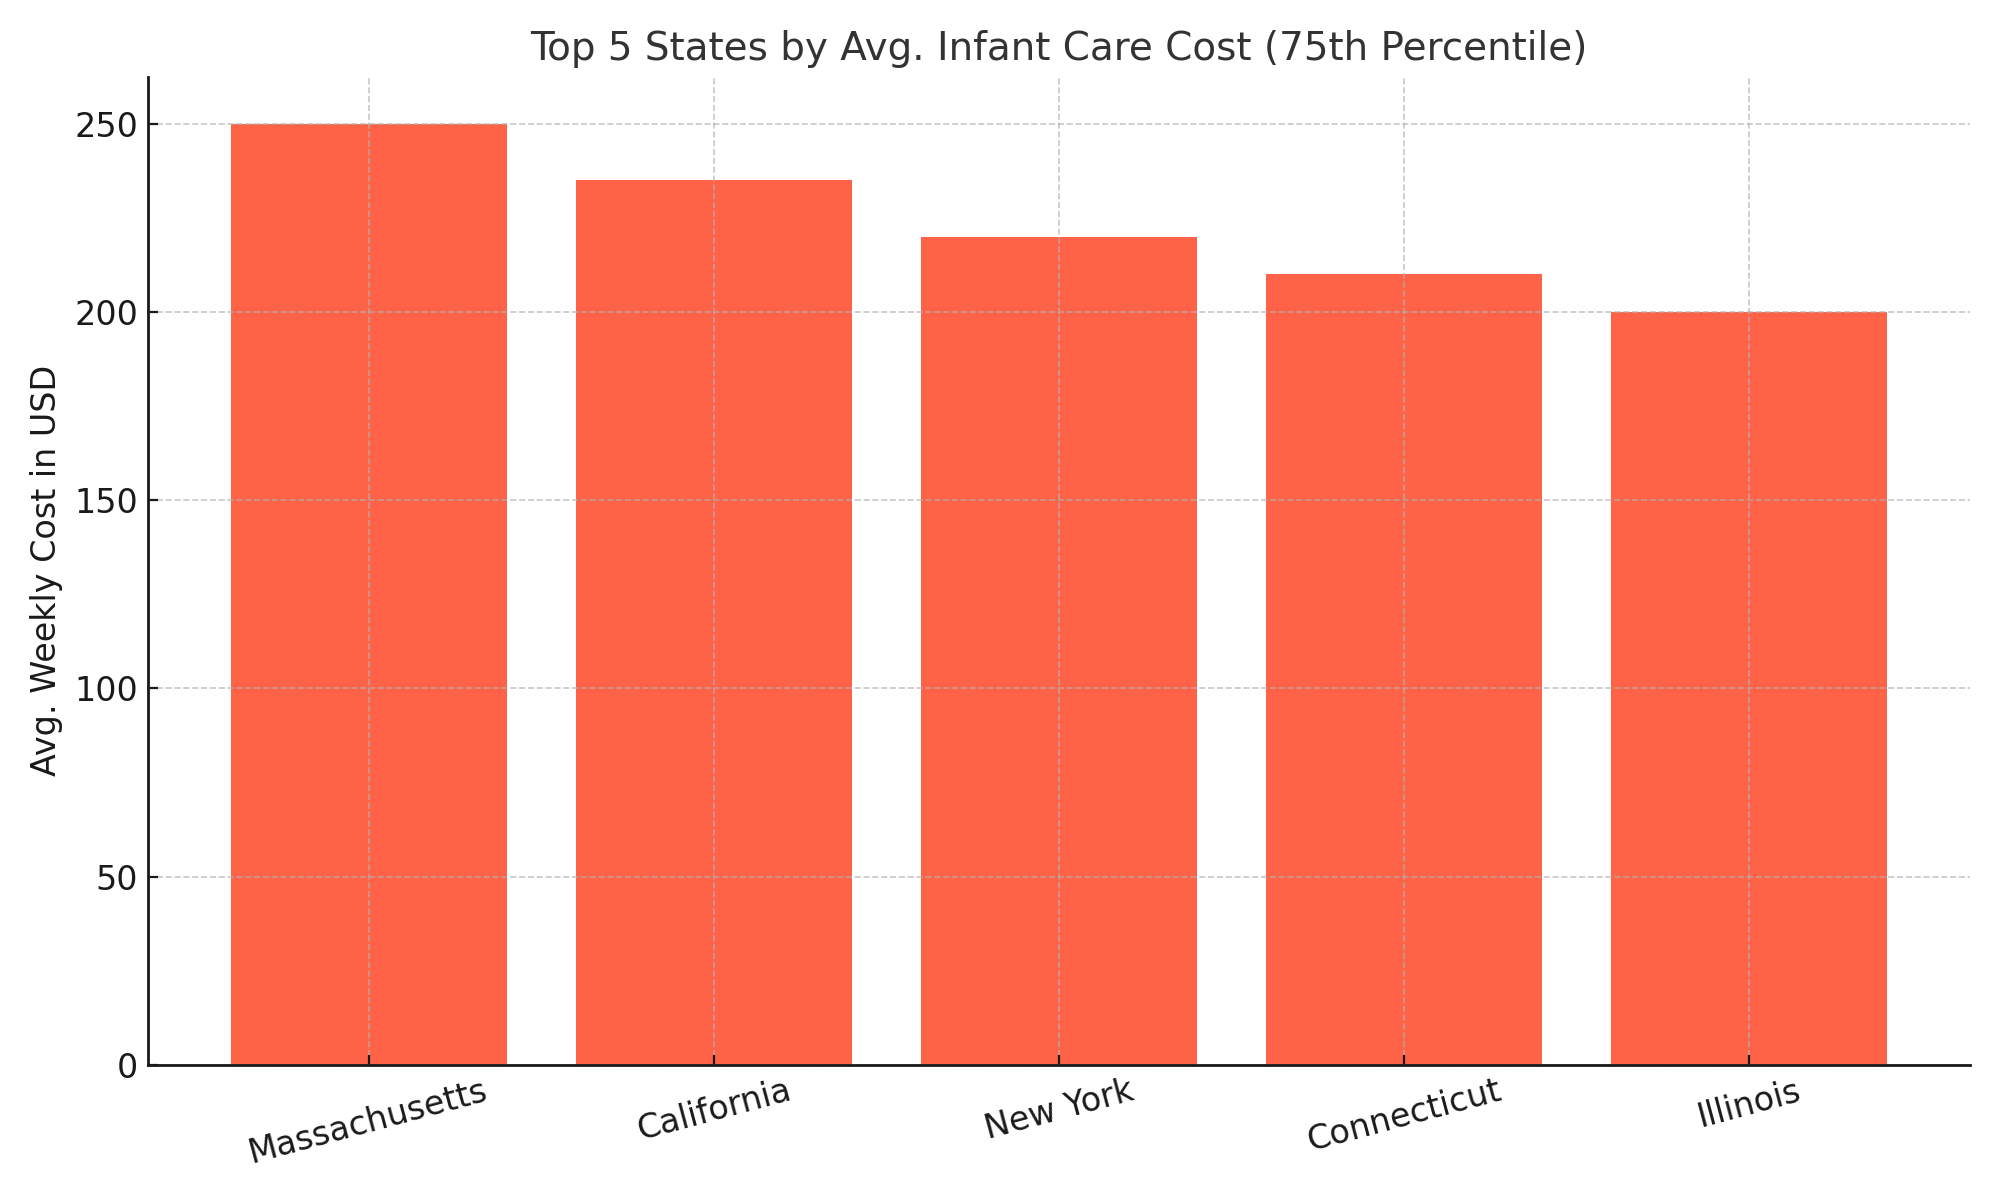 Top 5 States by Avg. Infant Care Cost (75th Percentile)
Avg. Weekly Cost in USD
250
200
150
100
50
0
Massachusetts
California
New York
Connecticut
Illinois